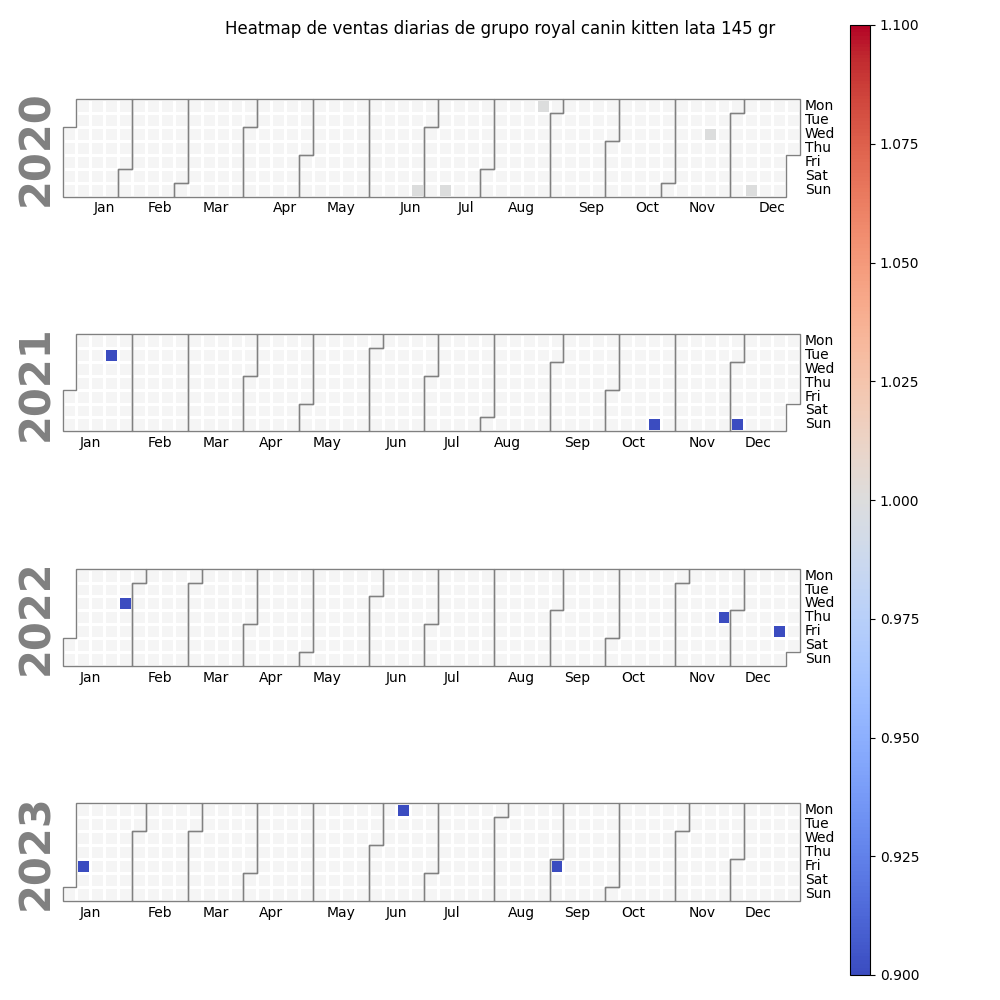 Heatmap de ventas diarias de grupo royal canin kitten lata 145 gr
2020
Mon
Tue
Wed
Thu
Fri
Sat
Sun
Jan Feb Mar Apr May Jun Jul Aug Sep Oct Nov Dec
2021
Mon
Tue
Wed
Thu
Fri
Sat
Sun
Jan Feb Mar Apr May Jun Jul Aug Sep Oct Nov Dec
2022
Mon
Tue
Wed
Thu
Fri
Sat
Sun
Jan Feb Mar Apr May Jun Jul Aug Sep Oct Nov Dec
2023
Mon
Tue
Wed
Thu
Fri
Sat
Sun
Jan Feb Mar Apr May Jun Jul Aug Sep Oct Nov Dec
1.100
1.075
1.050
1.025
1.000
0.975
0.950
0.925
0.900